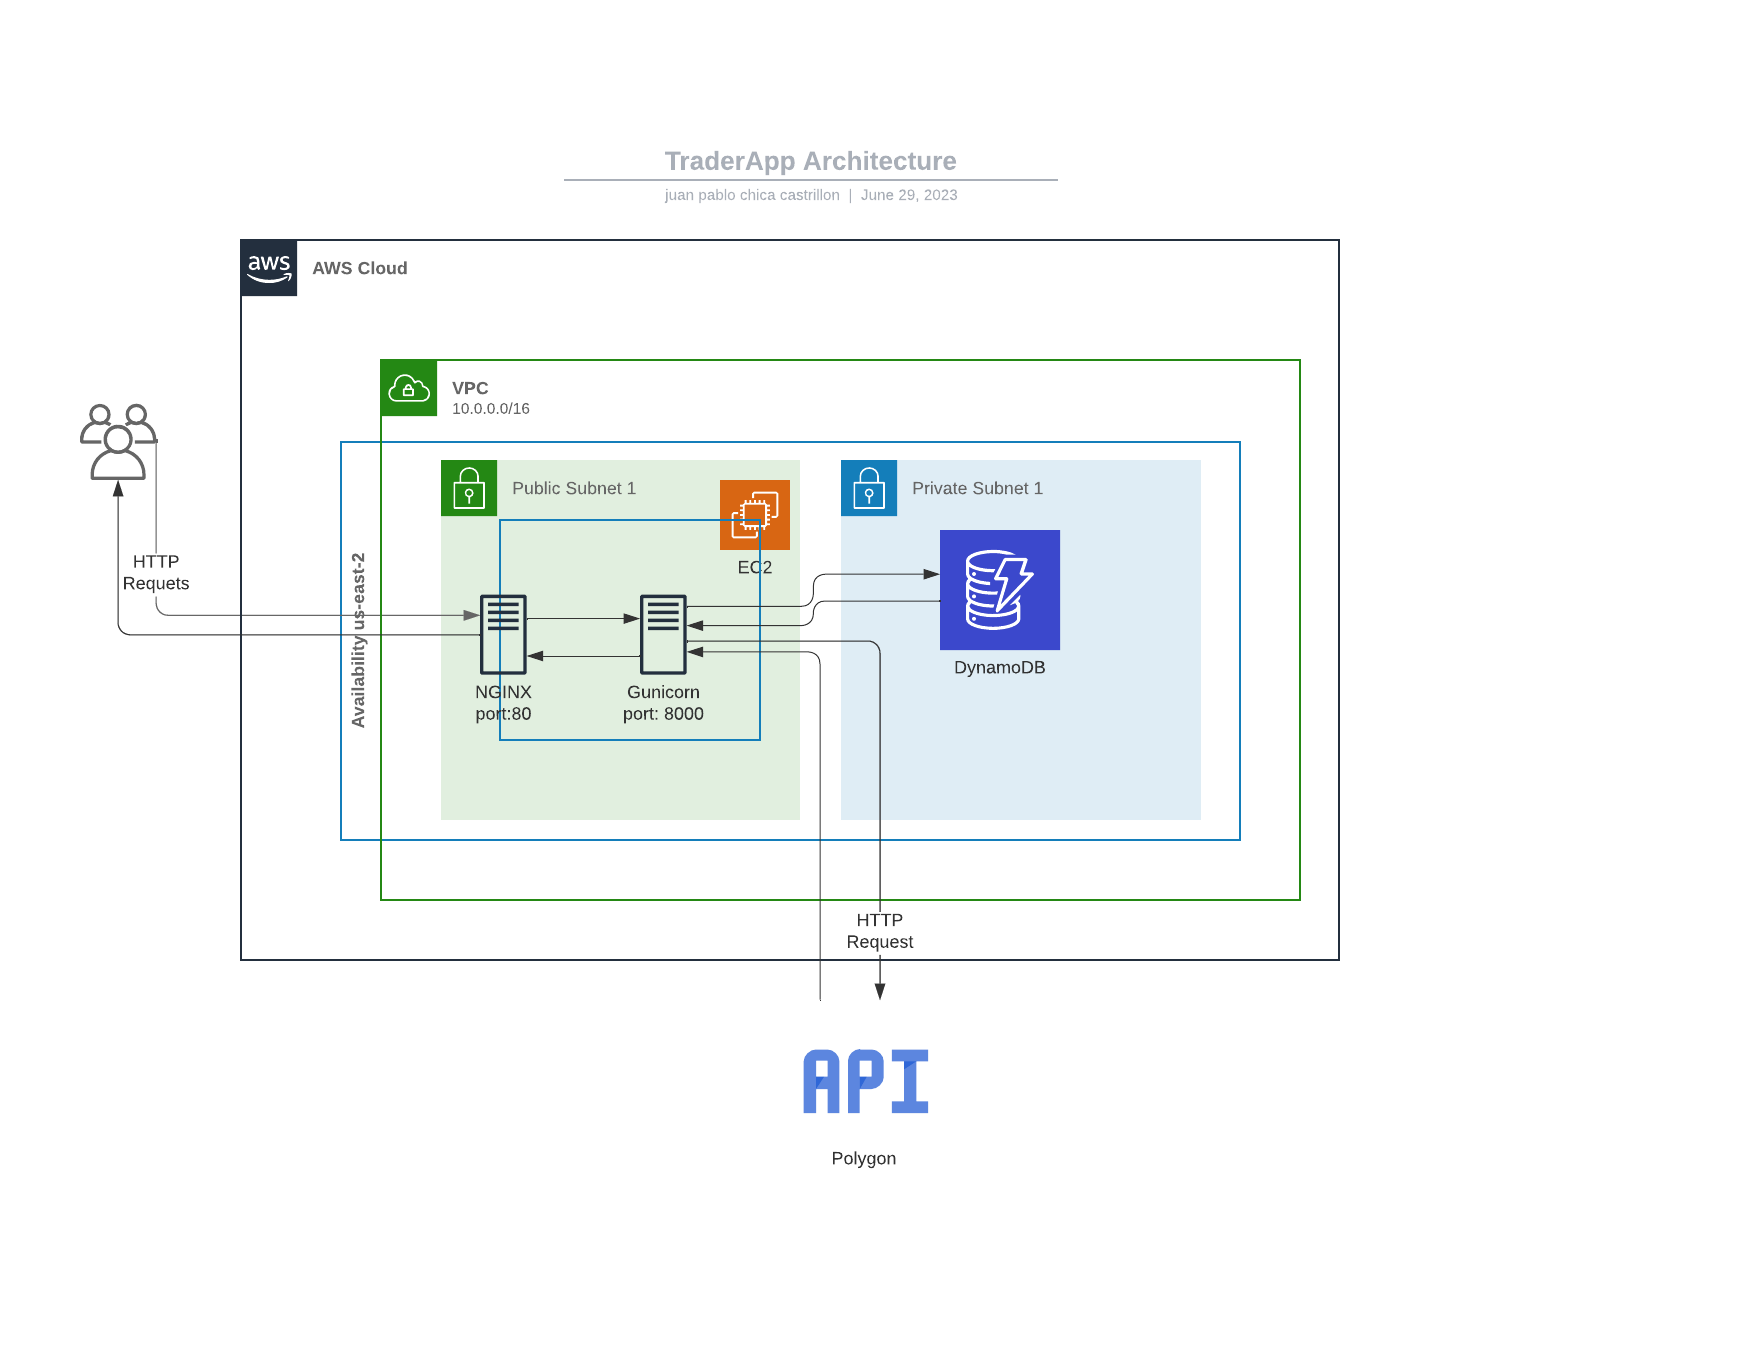 TraderApp Architecture
juan pablo chica castrillon | June 29, 2023
aws
AWS Cloud
VPC
10.0.0.0/16
Public Subnet 1
Private Subnet 1
EC2
HTTP
Requets
Availability us-east-2
NGINX
port:80
Gunicorn
port: 8000
DynamoDB
HTTP
Request
API
Polygon